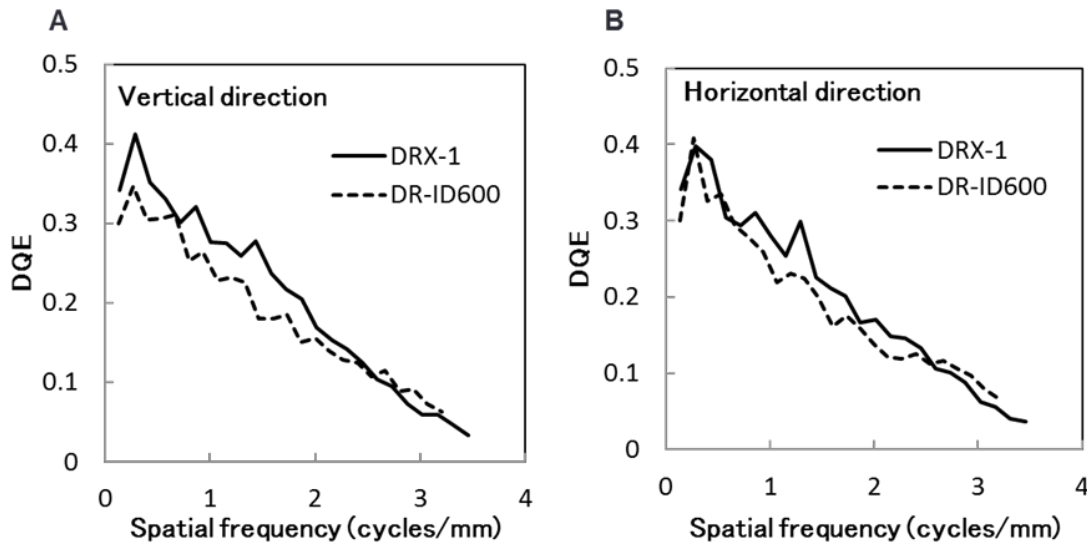 A
0.5
0.4
0.3
0.2
0.1
0
DQE
Vertical direction
DRX-1
DR-ID600
0 1 2 3 4
Spatial frequency (cycles/mm)
B
0.5
0.4
0.3
0.2
0.1
0
DQE
Horizontal direction
DRX-1
DR-ID600
0 1 2 3 4
Spatial frequency (cycles/mm)